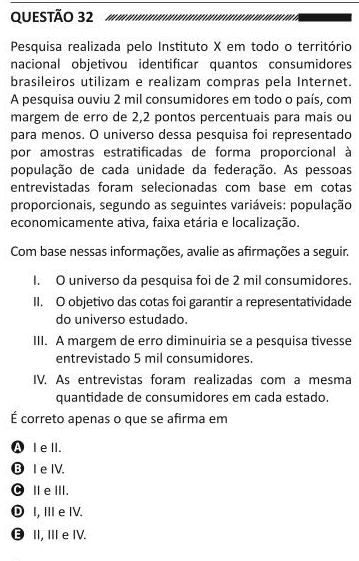 QUESTÃO 32
Pesquisa realizada pelo Instituto X em todo o território
nacional objetivou identificar quantos consumidores
brasileiros utilizam e realizam compras pela Internet.
A pesquisa ouviu 2 mil consumidores em todo o país, com
margem de erro de 2,2 pontos percentuais para mais ou
para menos. O universo dessa pesquisa foi representado
por amostras estratificadas de forma proporcional à
população de cada unidade da federação. As pessoas
entrevistadas foram selecionadas com base em cotas
proporcionais, segundo as seguintes variáveis: população
economicamente ativa, faixa etária e localização.
Com base nessas informações, avalie as afirmações a seguir.
I. O universo da pesquisa foi de 2 mil consumidores.
II. O objetivo das cotas foi garantir a representatividade
do universo estudado.
III. A margem de erro diminuiria se a pesquisa tivesse
entrevistado 5 mil consumidores.
IV. As entrevistas foram realizadas com a mesma
quantidade de consumidores em cada estado.
É correto apenas o que se afirma em
A I e II.
B I e IV.
C II e III.
D I, III e IV.
E II, III e IV.